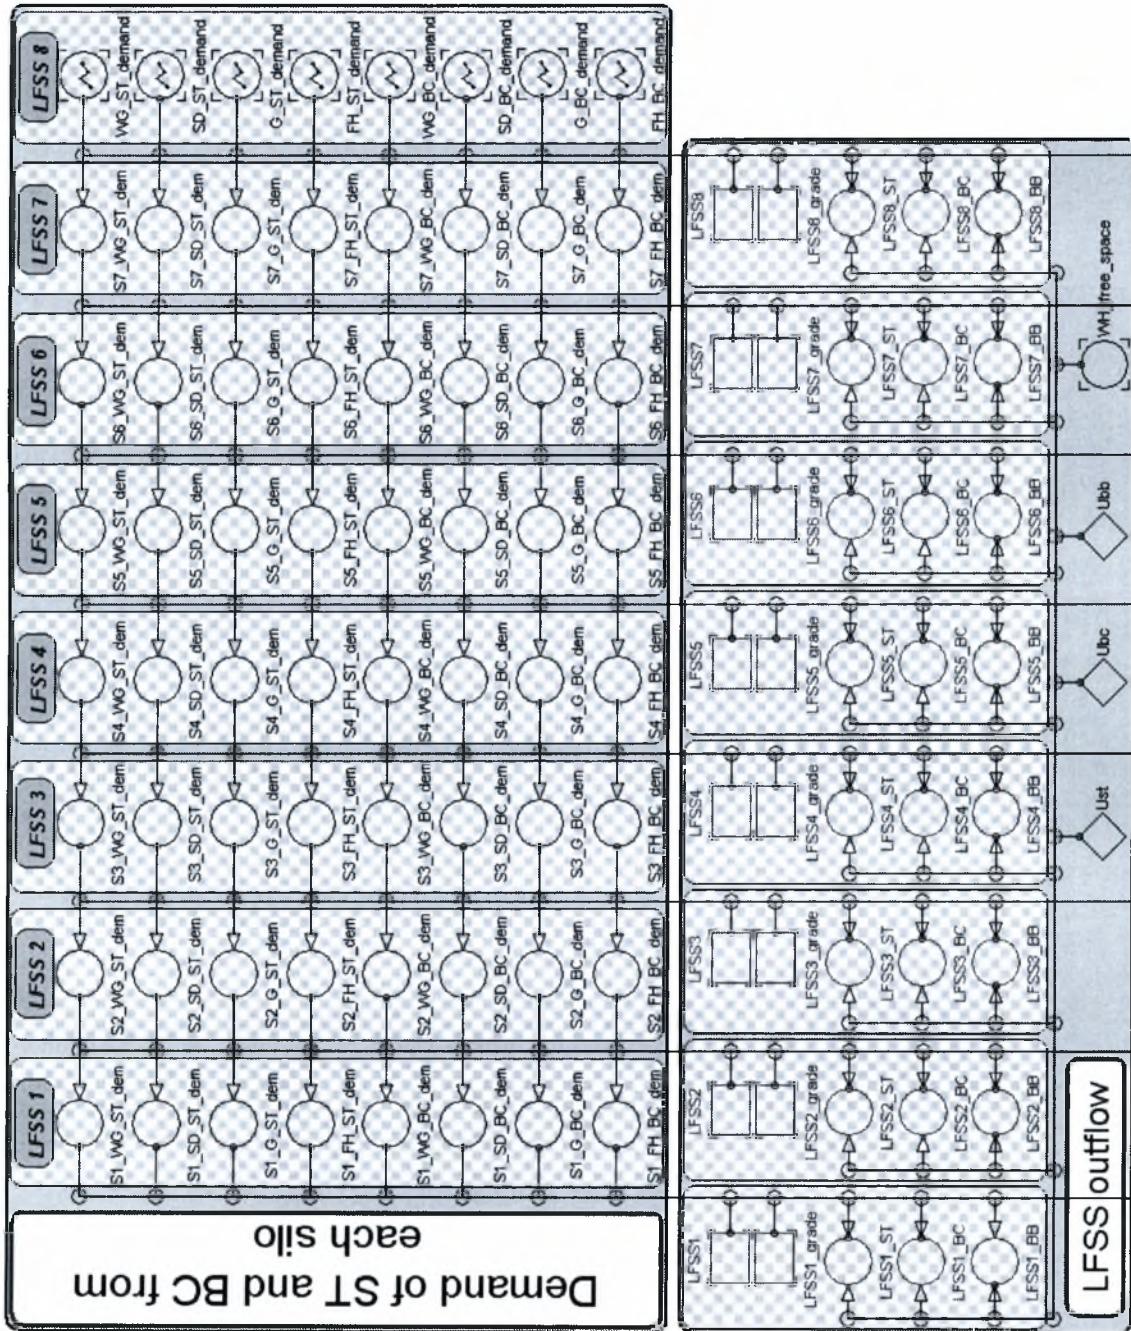 LFSS 8
WG_ST_demand
SD_ST_demand
G_ST_demand
FH_ST_demand
WG_BC_demand
SD_BC_demand
G_BC_demand
FH_BC_demand
LFSS 7
S7_WG_ST_dem
S7_SD_ST_dem
S7_G_ST_dem
S7_FH_ST_dem
S7_WG_BC_dem
S7_SD_BC_dem
S7_G_BC_dem
S7_FH_BC_dem
LFSS 6
S6_WG_ST_dem
S6_SD_ST_dem
S6_G_ST_dem
S6_FH_ST_dem
S6_WG_BC_dem
S6_SD_BC_dem
S6_G_BC_dem
S6_FH_BC_dem
LFSS 5
S5_WG_ST_dem
S5_SD_ST_dem
S5_G_ST_dem
S5_FH_ST_dem
S5_WG_BC_dem
S5_SD_BC_dem
S5_G_BC_dem
S5_FH_BC_dem
LFSS 4
S4_WG_ST_dem
S4_SD_ST_dem
S4_G_ST_dem
S4_FH_ST_dem
S4_WG_BC_dem
S4_SD_BC_dem
S4_G_BC_dem
S4_FH_BC_dem
LFSS 3
S3_WG_ST_dem
S3_SD_ST_dem
S3_G_ST_dem
S3_FH_ST_dem
S3_WG_BC_dem
S3_SD_BC_dem
S3_G_BC_dem
S3_FH_BC_dem
LFSS 2
S2_WG_ST_dem
S2_SD_ST_dem
S2_G_ST_dem
S2_FH_ST_dem
S2_WG_BC_dem
S2_SD_BC_dem
S2_G_BC_dem
S2_FH_BC_dem
LFSS 1
S1_WG_ST_dem
S1_SD_ST_dem
S1_G_ST_dem
S1_FH_ST_dem
S1_WG_BC_dem
S1_SD_BC_dem
S1_G_BC_dem
S1_FH_BC_dem
Demand of ST and BC from
each silo
LFSS8
LFSS8_grade
LFSS8_ST
LFSS8_BC
LFSS8_BB
LFSS7
LFSS7_grade
LFSS7_ST
LFSS7_BC
LFSS7_BB
WH_free_space
LFSS6
LFSS6_grade
LFSS6_ST
LFSS6_BC
LFSS6_BB
Ubb
LFSS5
LFSS5_grade
LFSS5_ST
LFSS5_BC
LFSS5_BB
Ubc
LFSS4
LFSS4_grade
LFSS4_ST
LFSS4_BC
LFSS4_BB
Ust
LFSS3
LFSS3_grade
LFSS3_ST
LFSS3_BC
LFSS3_BB
LFSS2
LFSS2_grade
LFSS2_ST
LFSS2_BC
LFSS2_BB
LFSS1
LFSS1_grade
LFSS1_ST
LFSS1_BC
LFSS1_BB
LFSS outflow